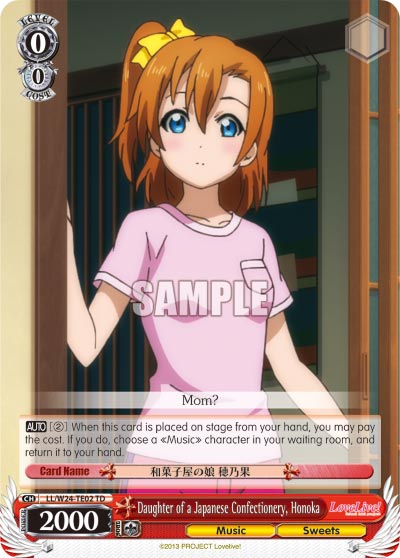 LEVEL
0
0
COST
SAMPLE
Mom?
AUTO [②] When this card is placed on stage from your hand, you may pay
the cost. If you do, choose a «Music» character in your waiting room, and
return it to your hand.
Card Name 和菓子屋の娘 穂乃果
CH LL/W24-TE02 TD
Daughter of a Japanese Confectionery, Honoka LoveLive!
POWER 2000 Music Sweets
©2013 PROJECT Lovelive!